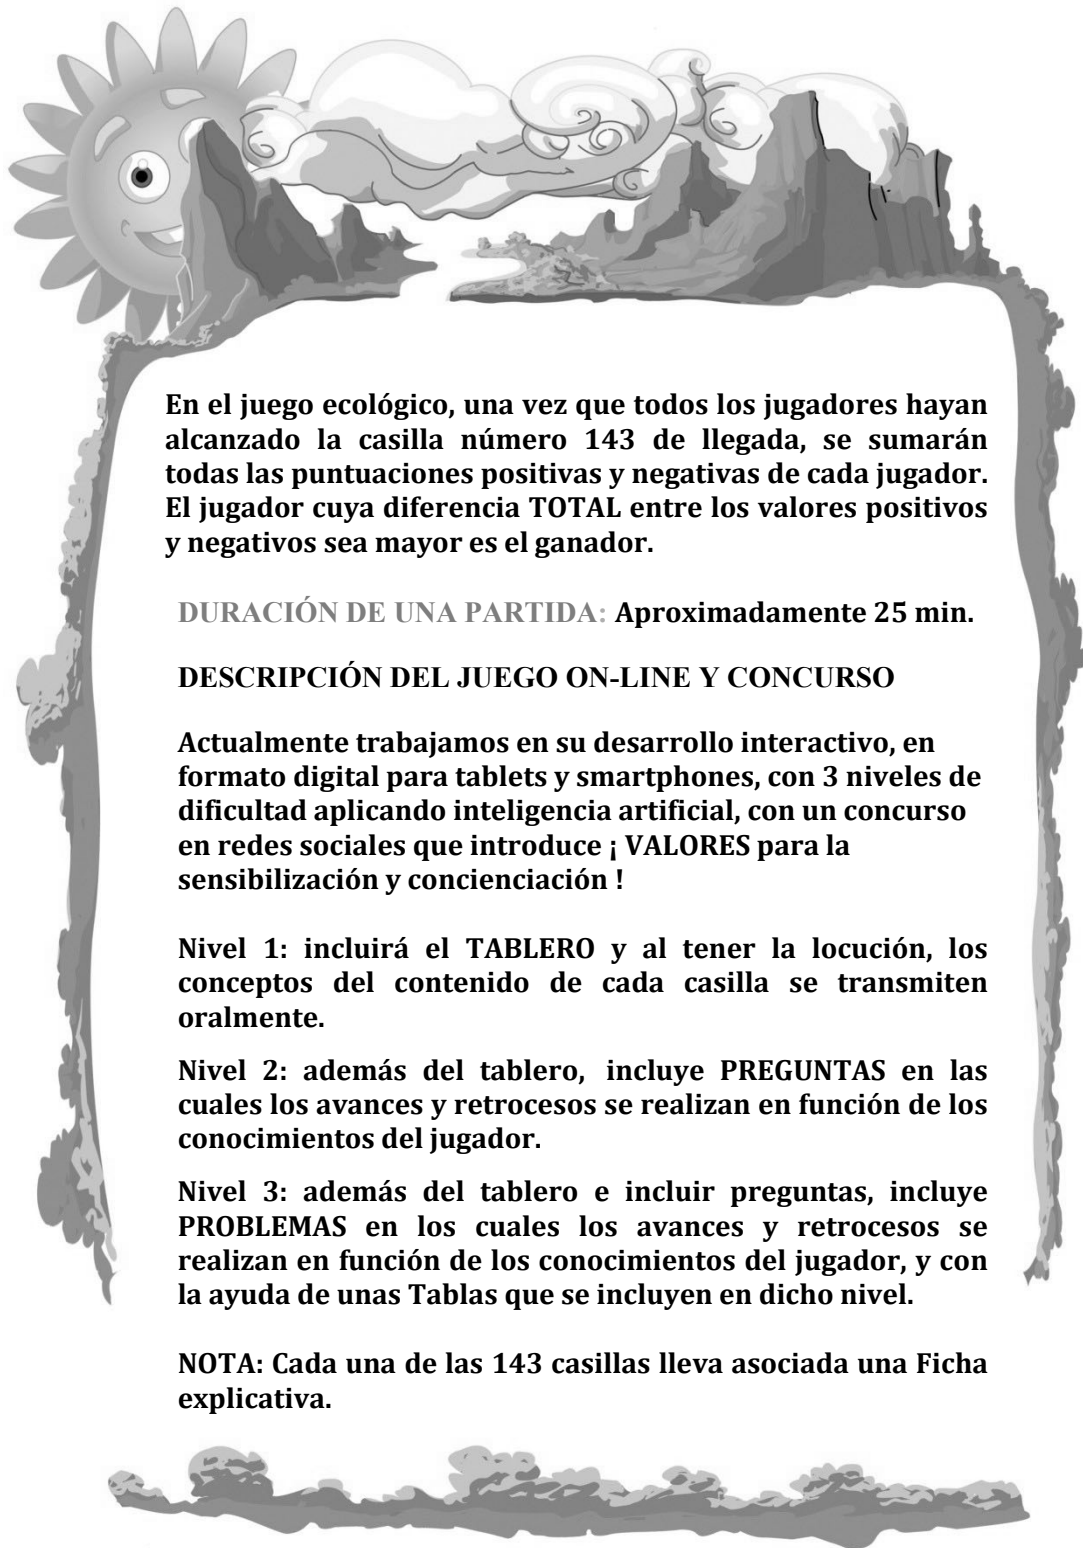 En el juego ecológico, una vez que todos los jugadores hayan
alcanzado la casilla número 143 de llegada, se sumarán
todas las puntuaciones positivas y negativas de cada jugador.
El jugador cuya diferencia TOTAL entre los valores positivos
y negativos sea mayor es el ganador.
DURACIÓN DE UNA PARTIDA: Aproximadamente 25 min.
DESCRIPCIÓN DEL JUEGO ON-LINE Y CONCURSO
Actualmente trabajamos en su desarrollo interactivo, en
formato digital para tablets y smartphones, con 3 niveles de
dificultad aplicando inteligencia artificial, con un concurso
en redes sociales que introduce ¡ VALORES para la
sensibilización y concienciación !
Nivel 1: incluirá el TABLERO y al tener la locución, los
conceptos del contenido de cada casilla se transmiten
oralmente.
Nivel 2: además del tablero, incluye PREGUNTAS en las
cuales los avances y retrocesos se realizan en función de los
conocimientos del jugador.
Nivel 3: además del tablero e incluir preguntas, incluye
PROBLEMAS en los cuales los avances y retrocesos se
realizan en función de los conocimientos del jugador, y con
la ayuda de unas Tablas que se incluyen en dicho nivel.
NOTA: Cada una de las 143 casillas lleva asociada una Ficha
explicativa.